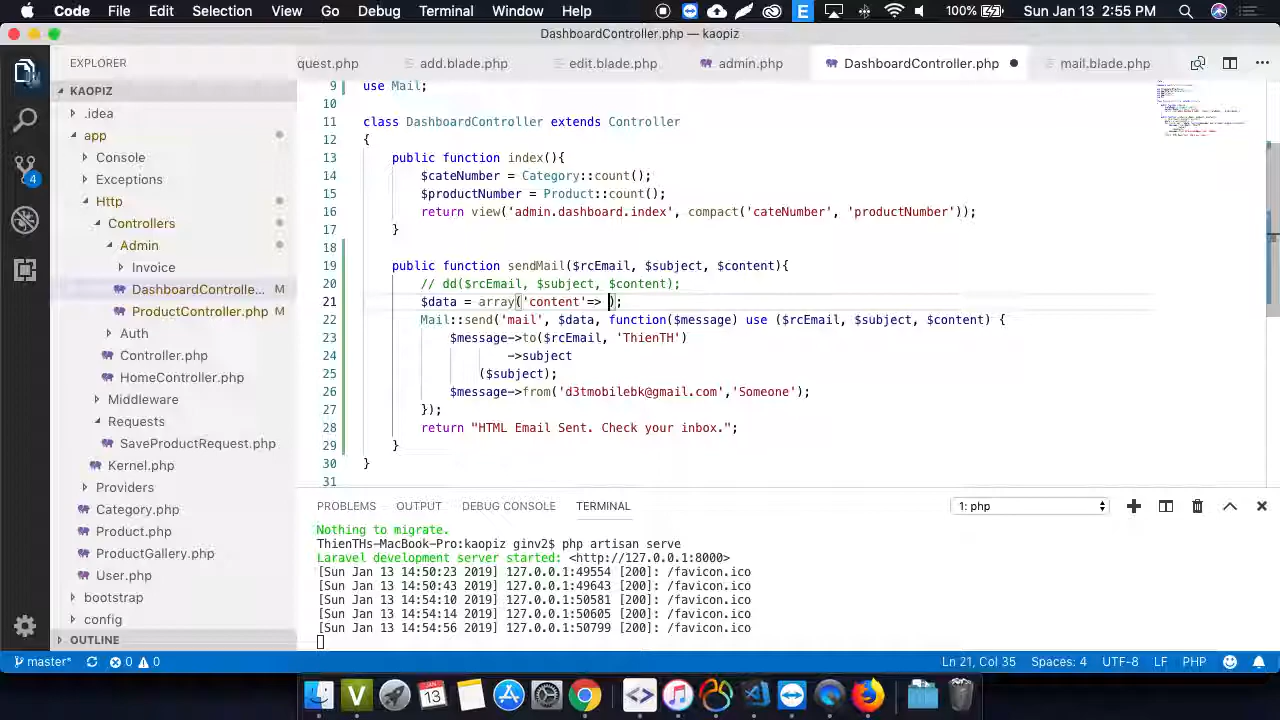 Code File Edit Selection View Go Debug Terminal Window Help 100% Sun Jan 13 2:55 PM
DashboardController.php — kaopiz
EXPLORER
quest.php add.blade.php edit.blade.php admin.php DashboardController.php mail.blade.php
KAOPIZ
.idea
app
Console
Exceptions
Http
Controllers
Admin
Invoice
DashboardControlle... M
ProductController.php M
Auth
Controller.php
HomeController.php
Middleware
Requests
SaveProductRequest.php
Kernel.php
Providers
Category.php
Product.php
ProductGallery.php
User.php
bootstrap
config
OUTLINE
4
9 use Mail;
10
11 class DashboardController extends Controller
12 {
13 public function index(){
14 $cateNumber = Category::count();
15 $productNumber = Product::count();
16 return view('admin.dashboard.index', compact('cateNumber', 'productNumber'));
17 }
18
19 public function sendMail($rcEmail, $subject, $content){
20 // dd($rcEmail, $subject, $content);
21 $data = array('content'=> );
22 Mail::send('mail', $data, function($message) use ($rcEmail, $subject, $content) {
23 $message->to($rcEmail, 'ThienTH')
24 ->subject
25 ($subject);
26 $message->from('d3tmobilebk@gmail.com','Someone');
27 });
28 return "HTML Email Sent. Check your inbox.";
29 }
30 }
31
PROBLEMS OUTPUT DEBUG CONSOLE TERMINAL 1: php
Nothing to migrate.
ThienTHs-MacBook-Pro:kaopiz ginv2$ php artisan serve
Laravel development server started: <http://127.0.0.1:8000>
[Sun Jan 13 14:50:23 2019] 127.0.0.1:49554 [200]: /favicon.ico
[Sun Jan 13 14:50:43 2019] 127.0.0.1:49643 [200]: /favicon.ico
[Sun Jan 13 14:54:10 2019] 127.0.0.1:50581 [200]: /favicon.ico
[Sun Jan 13 14:54:14 2019] 127.0.0.1:50605 [200]: /favicon.ico
[Sun Jan 13 14:54:56 2019] 127.0.0.1:50799 [200]: /favicon.ico
master* 0 0 Ln 21, Col 35 Spaces: 4 UTF-8 LF PHP